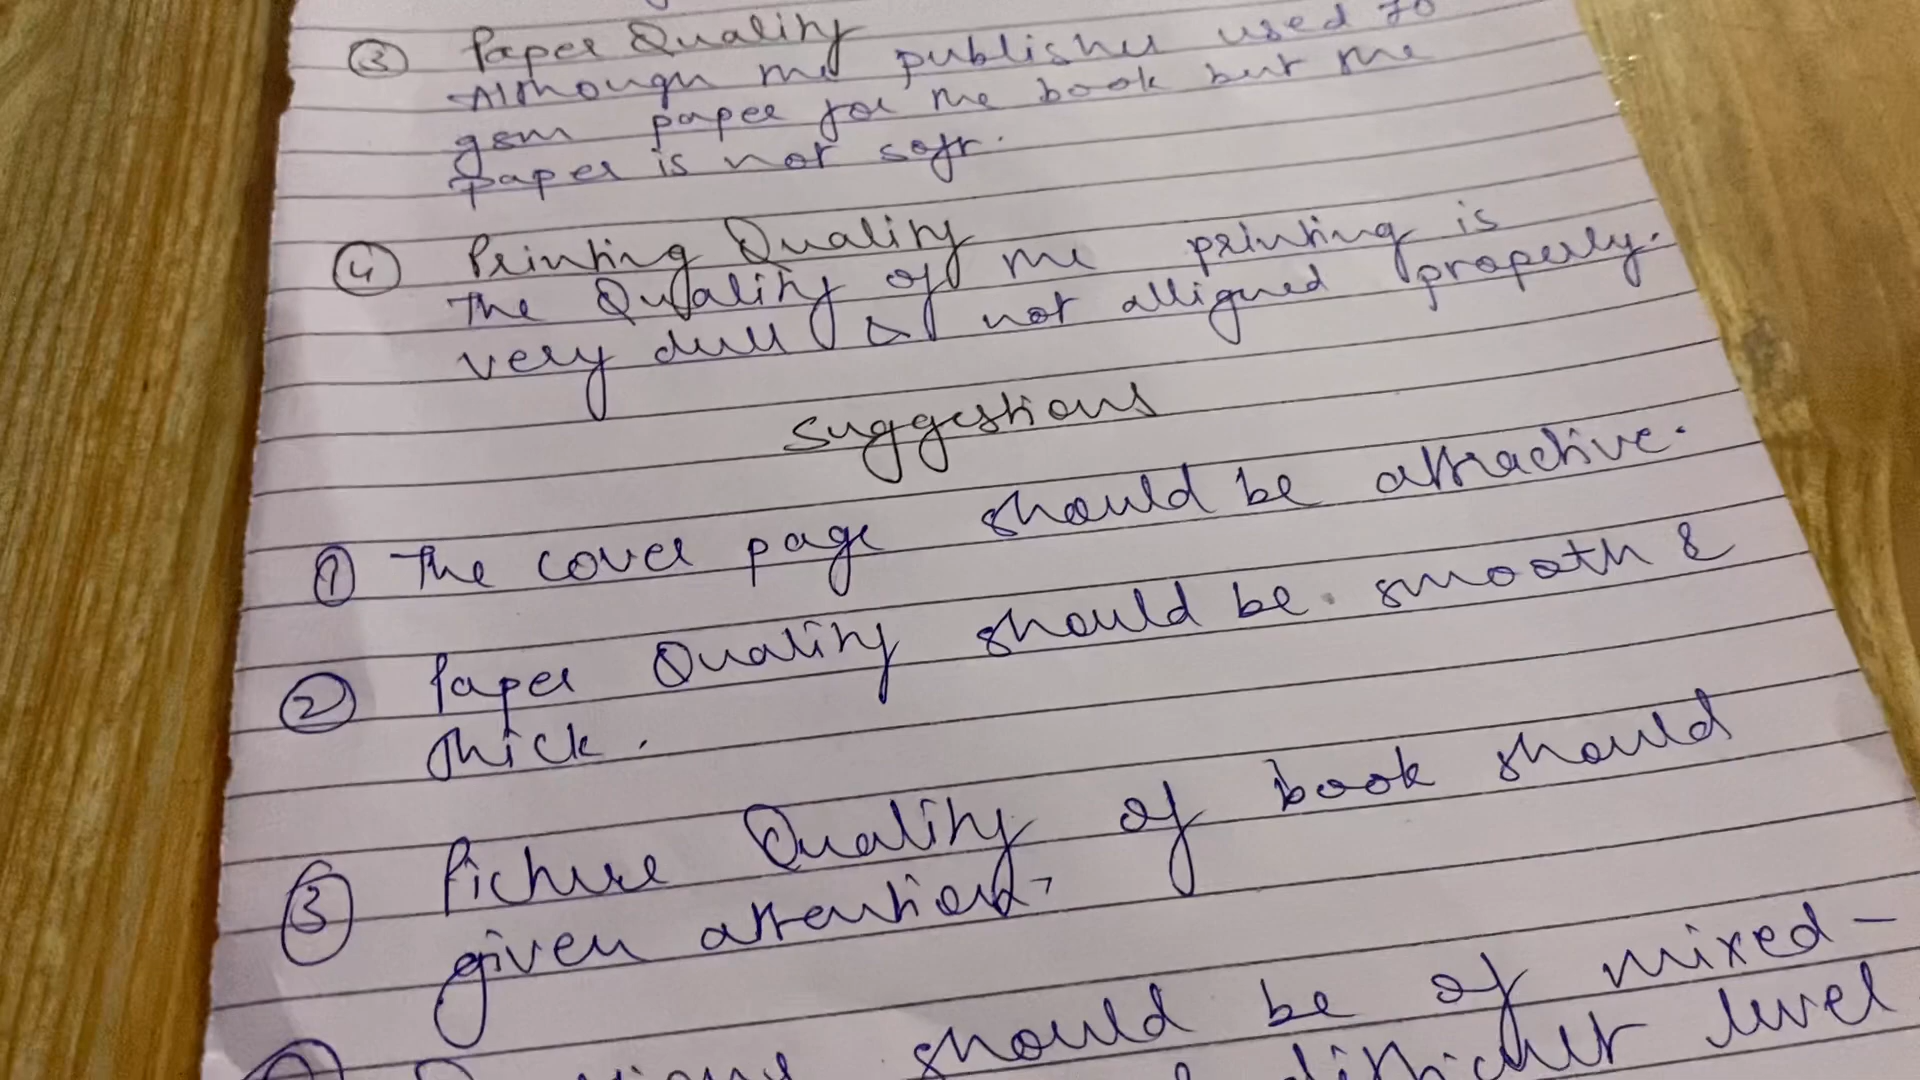 ③ Paper Quality
Although the publisher used 70
gsm paper for the book but the
paper is not soft.
④ Printing Quality
The Quality of the printing is
very dull & not alligned properly.
Suggestions
① The cover page should be attractive.
② Paper Quality should be smooth &
thick.
③ Picture Quality of book should
given attention.
should be of mixed -
difficult level